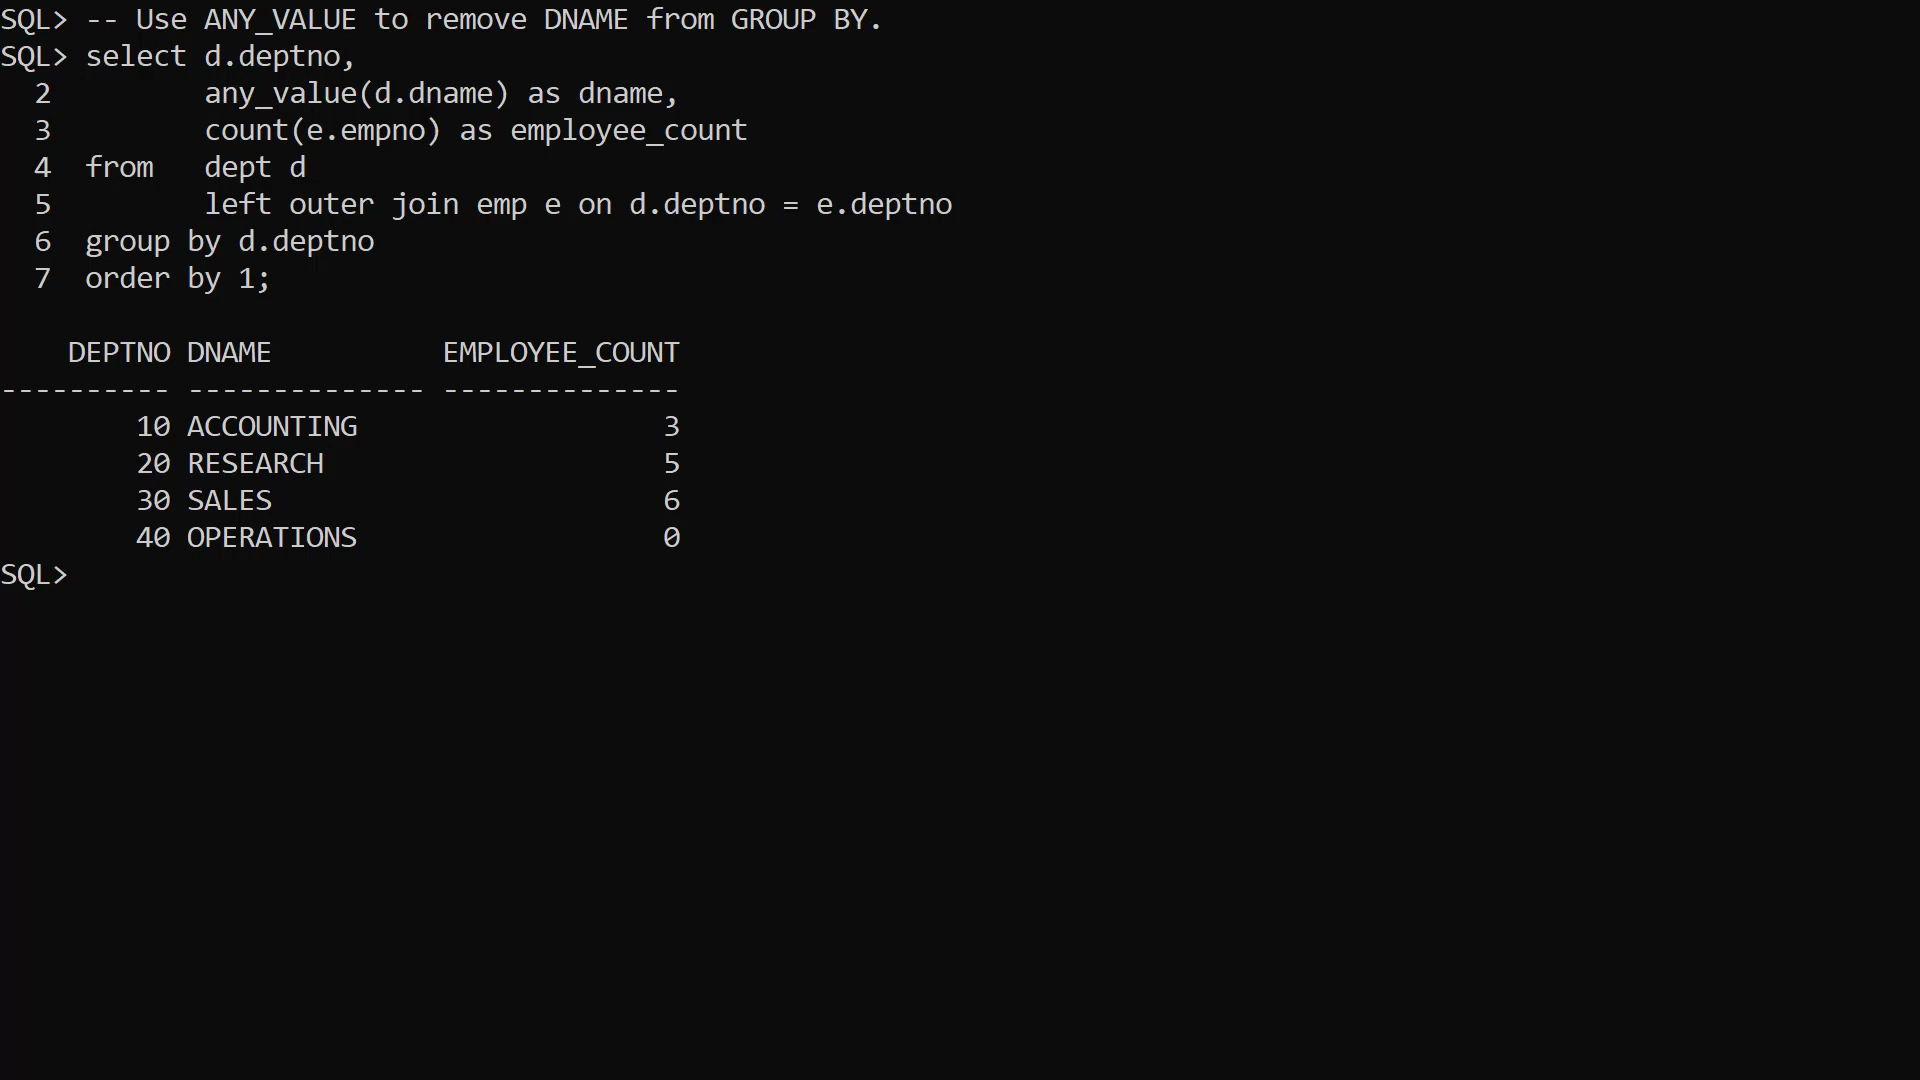 SQL> -- Use ANY_VALUE to remove DNAME from GROUP BY.
SQL> select d.deptno,
  2         any_value(d.dname) as dname,
  3         count(e.empno) as employee_count
  4  from   dept d
  5         left outer join emp e on d.deptno = e.deptno
  6  group by d.deptno
  7  order by 1;

    DEPTNO DNAME          EMPLOYEE_COUNT
---------- -------------- --------------
        10 ACCOUNTING                  3
        20 RESEARCH                    5
        30 SALES                       6
        40 OPERATIONS                  0
SQL>